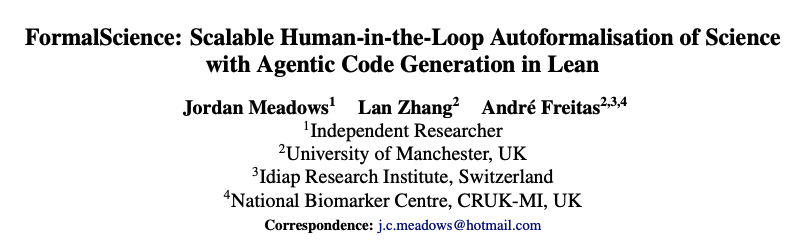 FormalScience: Scalable Human-in-the-Loop Autoformalisation of Science
with Agentic Code Generation in Lean
Jordan Meadows¹ Lan Zhang² André Freitas²,³,⁴
¹Independent Researcher
²University of Manchester, UK
³Idiap Research Institute, Switzerland
⁴National Biomarker Centre, CRUK-MI, UK
Correspondence: j.c.meadows@hotmail.com